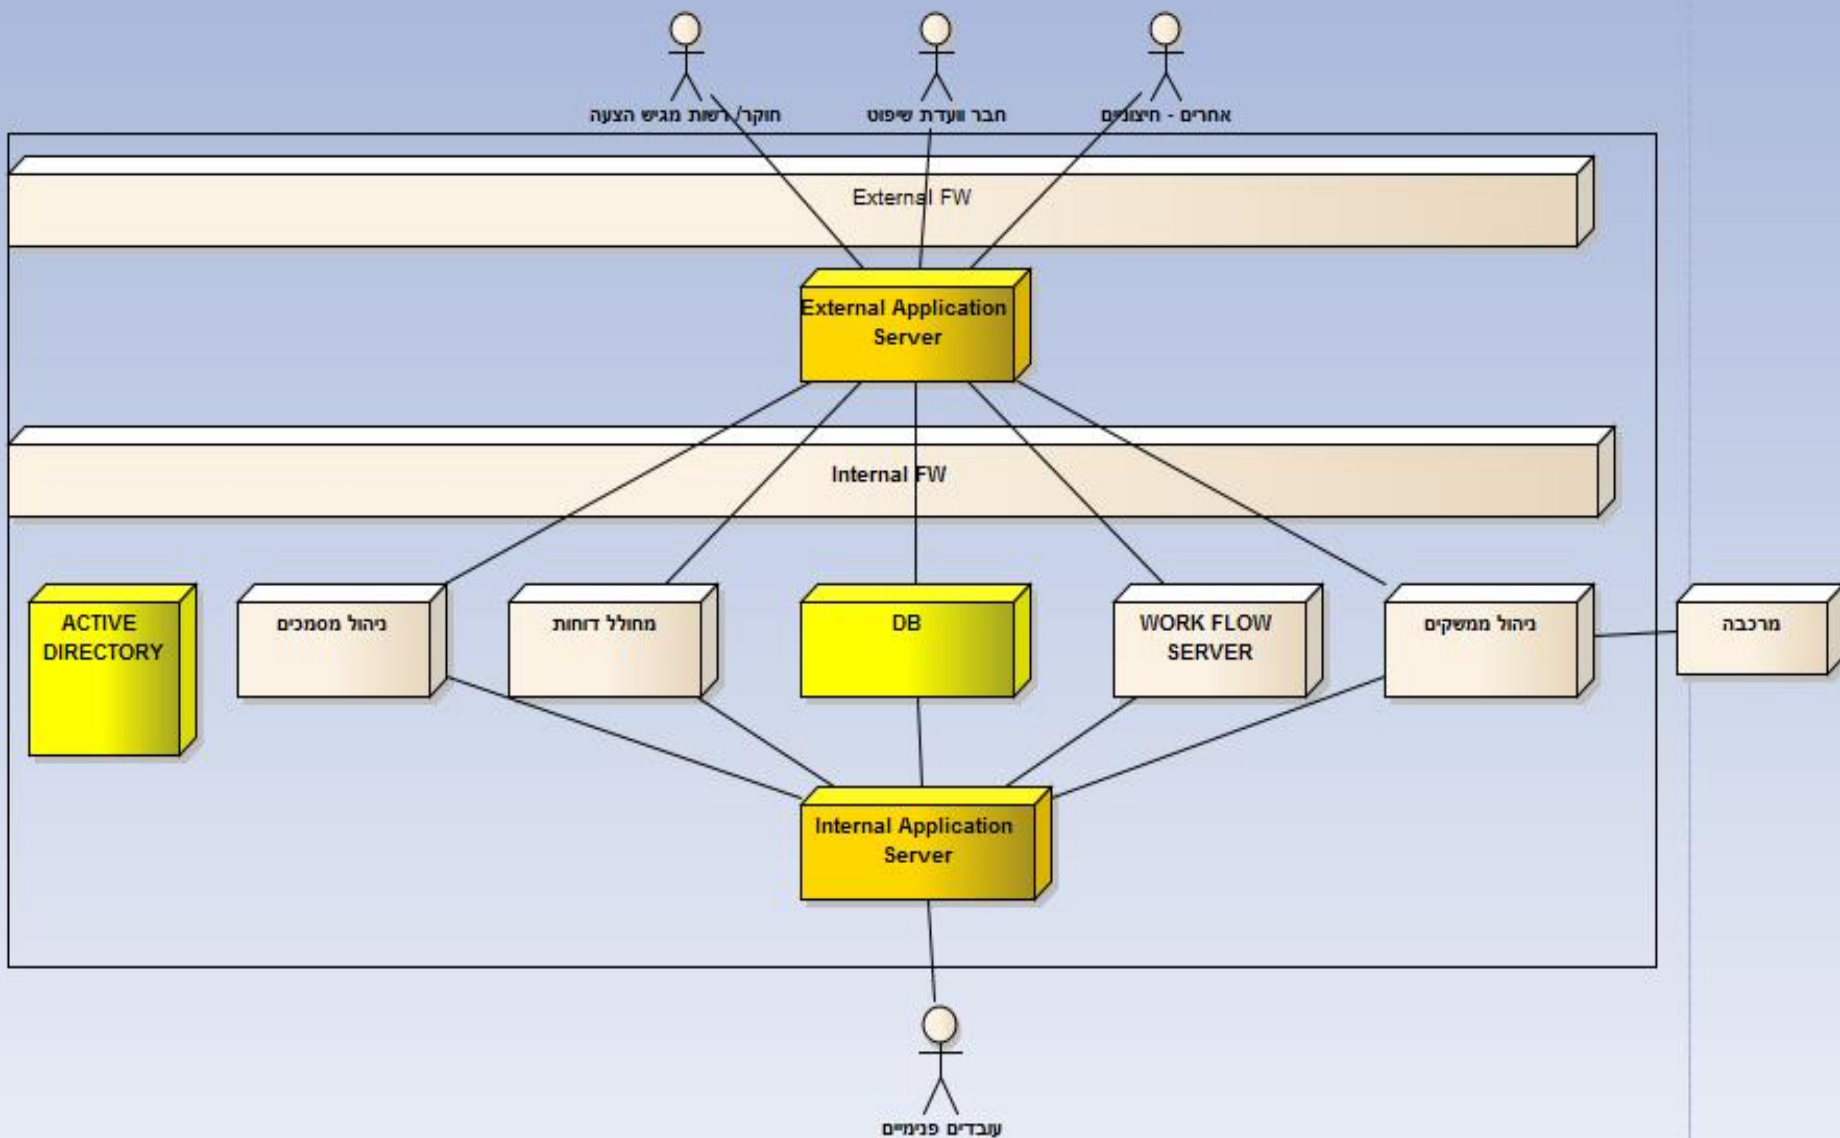 חוקר/ רשות מגיש הצעה
חבר וועדת שיפוט
אחרים - חיצוניים
External FW
External Application
Server
Internal FW
ACTIVE
DIRECTORY
ניהול מסמכים
מחולל דוחות
DB
WORK FLOW
SERVER
ניהול ממשקים
מרכבה
Internal Application
Server
עובדים פנימיים